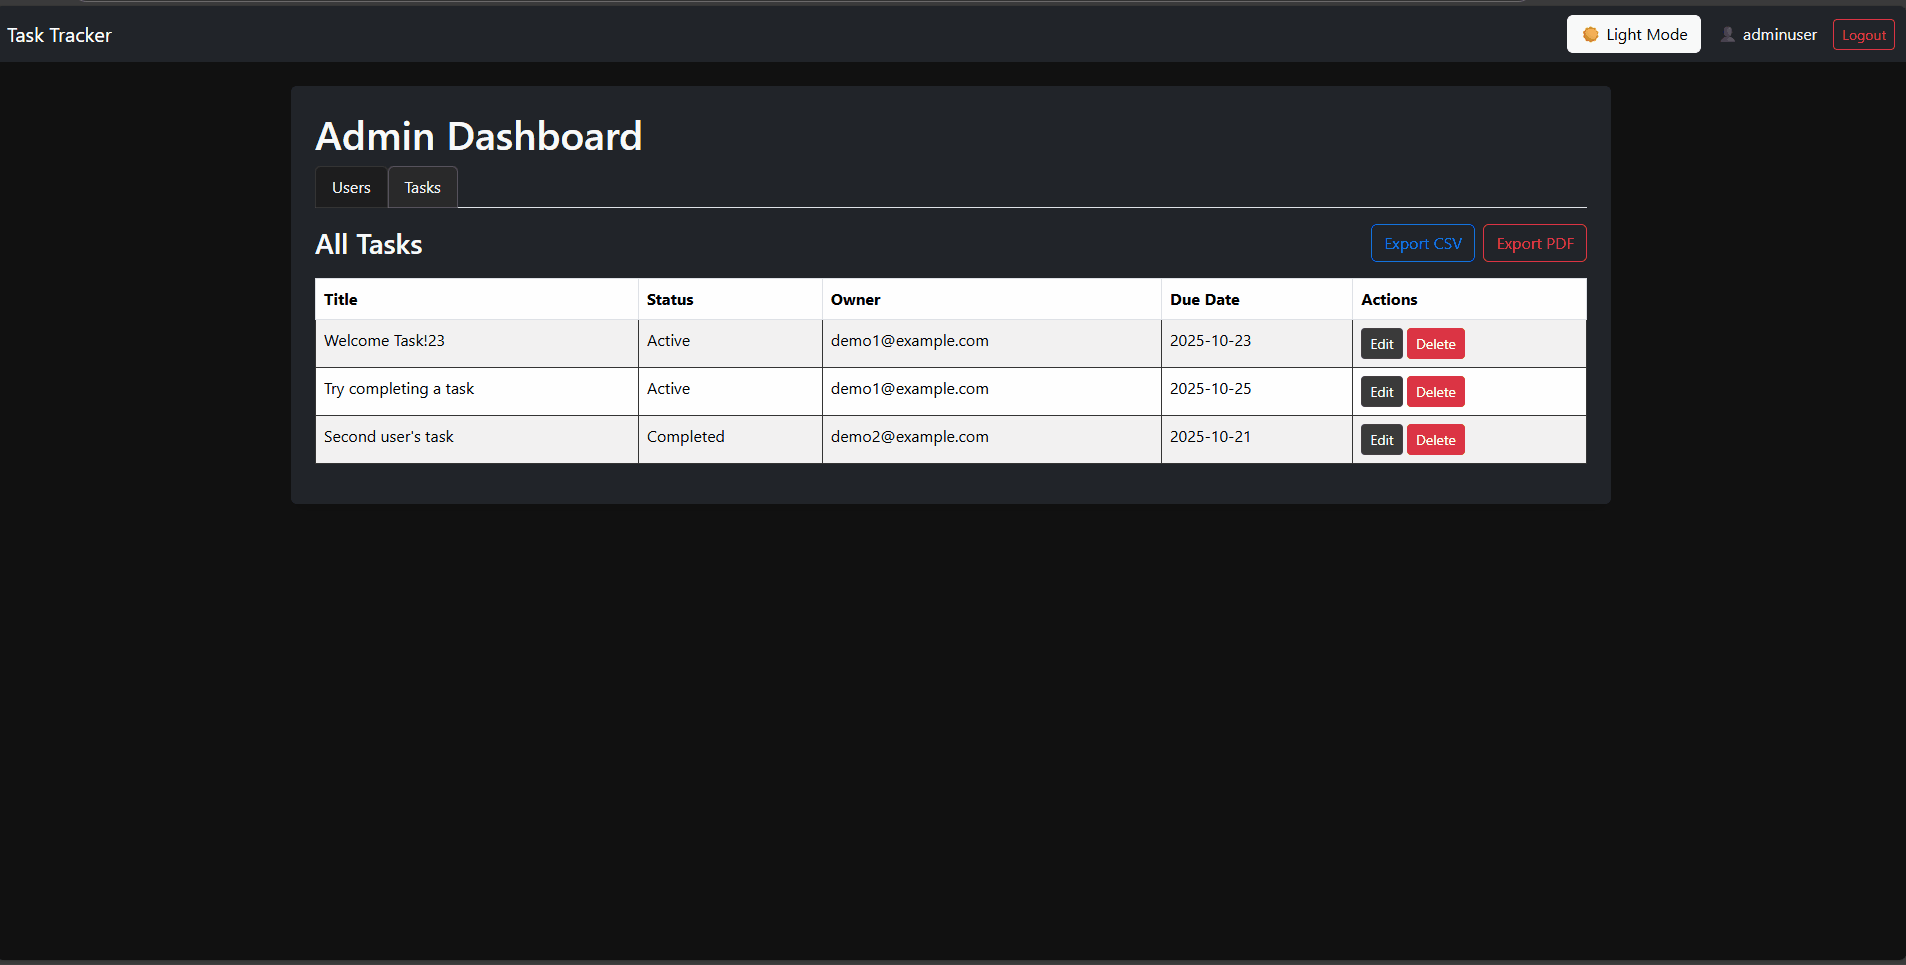 Task Tracker
Light Mode
adminuser
Logout
Admin Dashboard
Users
Tasks
All Tasks
Export CSV
Export PDF
Title Status Owner Due Date Actions
Welcome Task!23 Active demo1@example.com 2025-10-23 Edit Delete
Try completing a task Active demo1@example.com 2025-10-25 Edit Delete
Second user's task Completed demo2@example.com 2025-10-21 Edit Delete